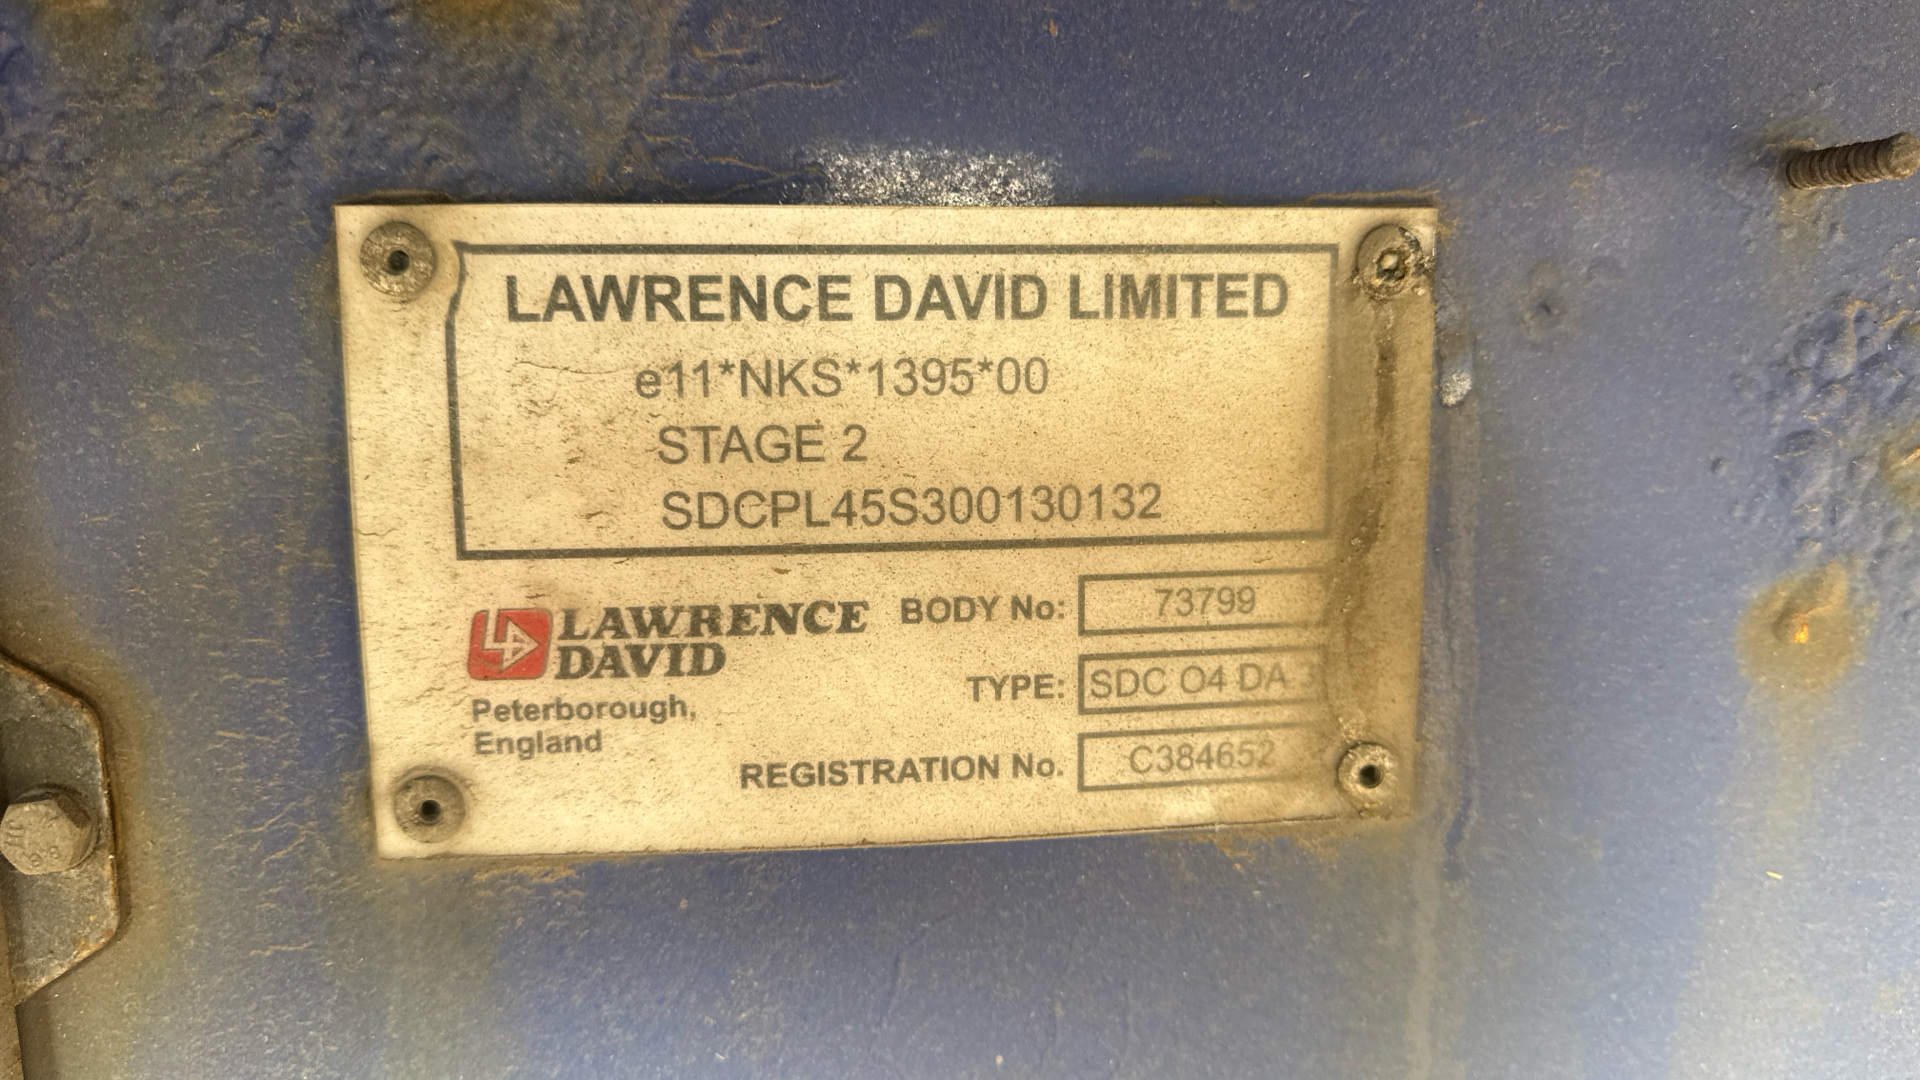 LAWRENCE DAVID LIMITED
e11*NKS*1395*00
STAGE 2
SDCPL45S300130132
LAWRENCE
DAVID
Peterborough,
England
BODY No: 73799
TYPE: SDC O4 DA 3
REGISTRATION No. C384652